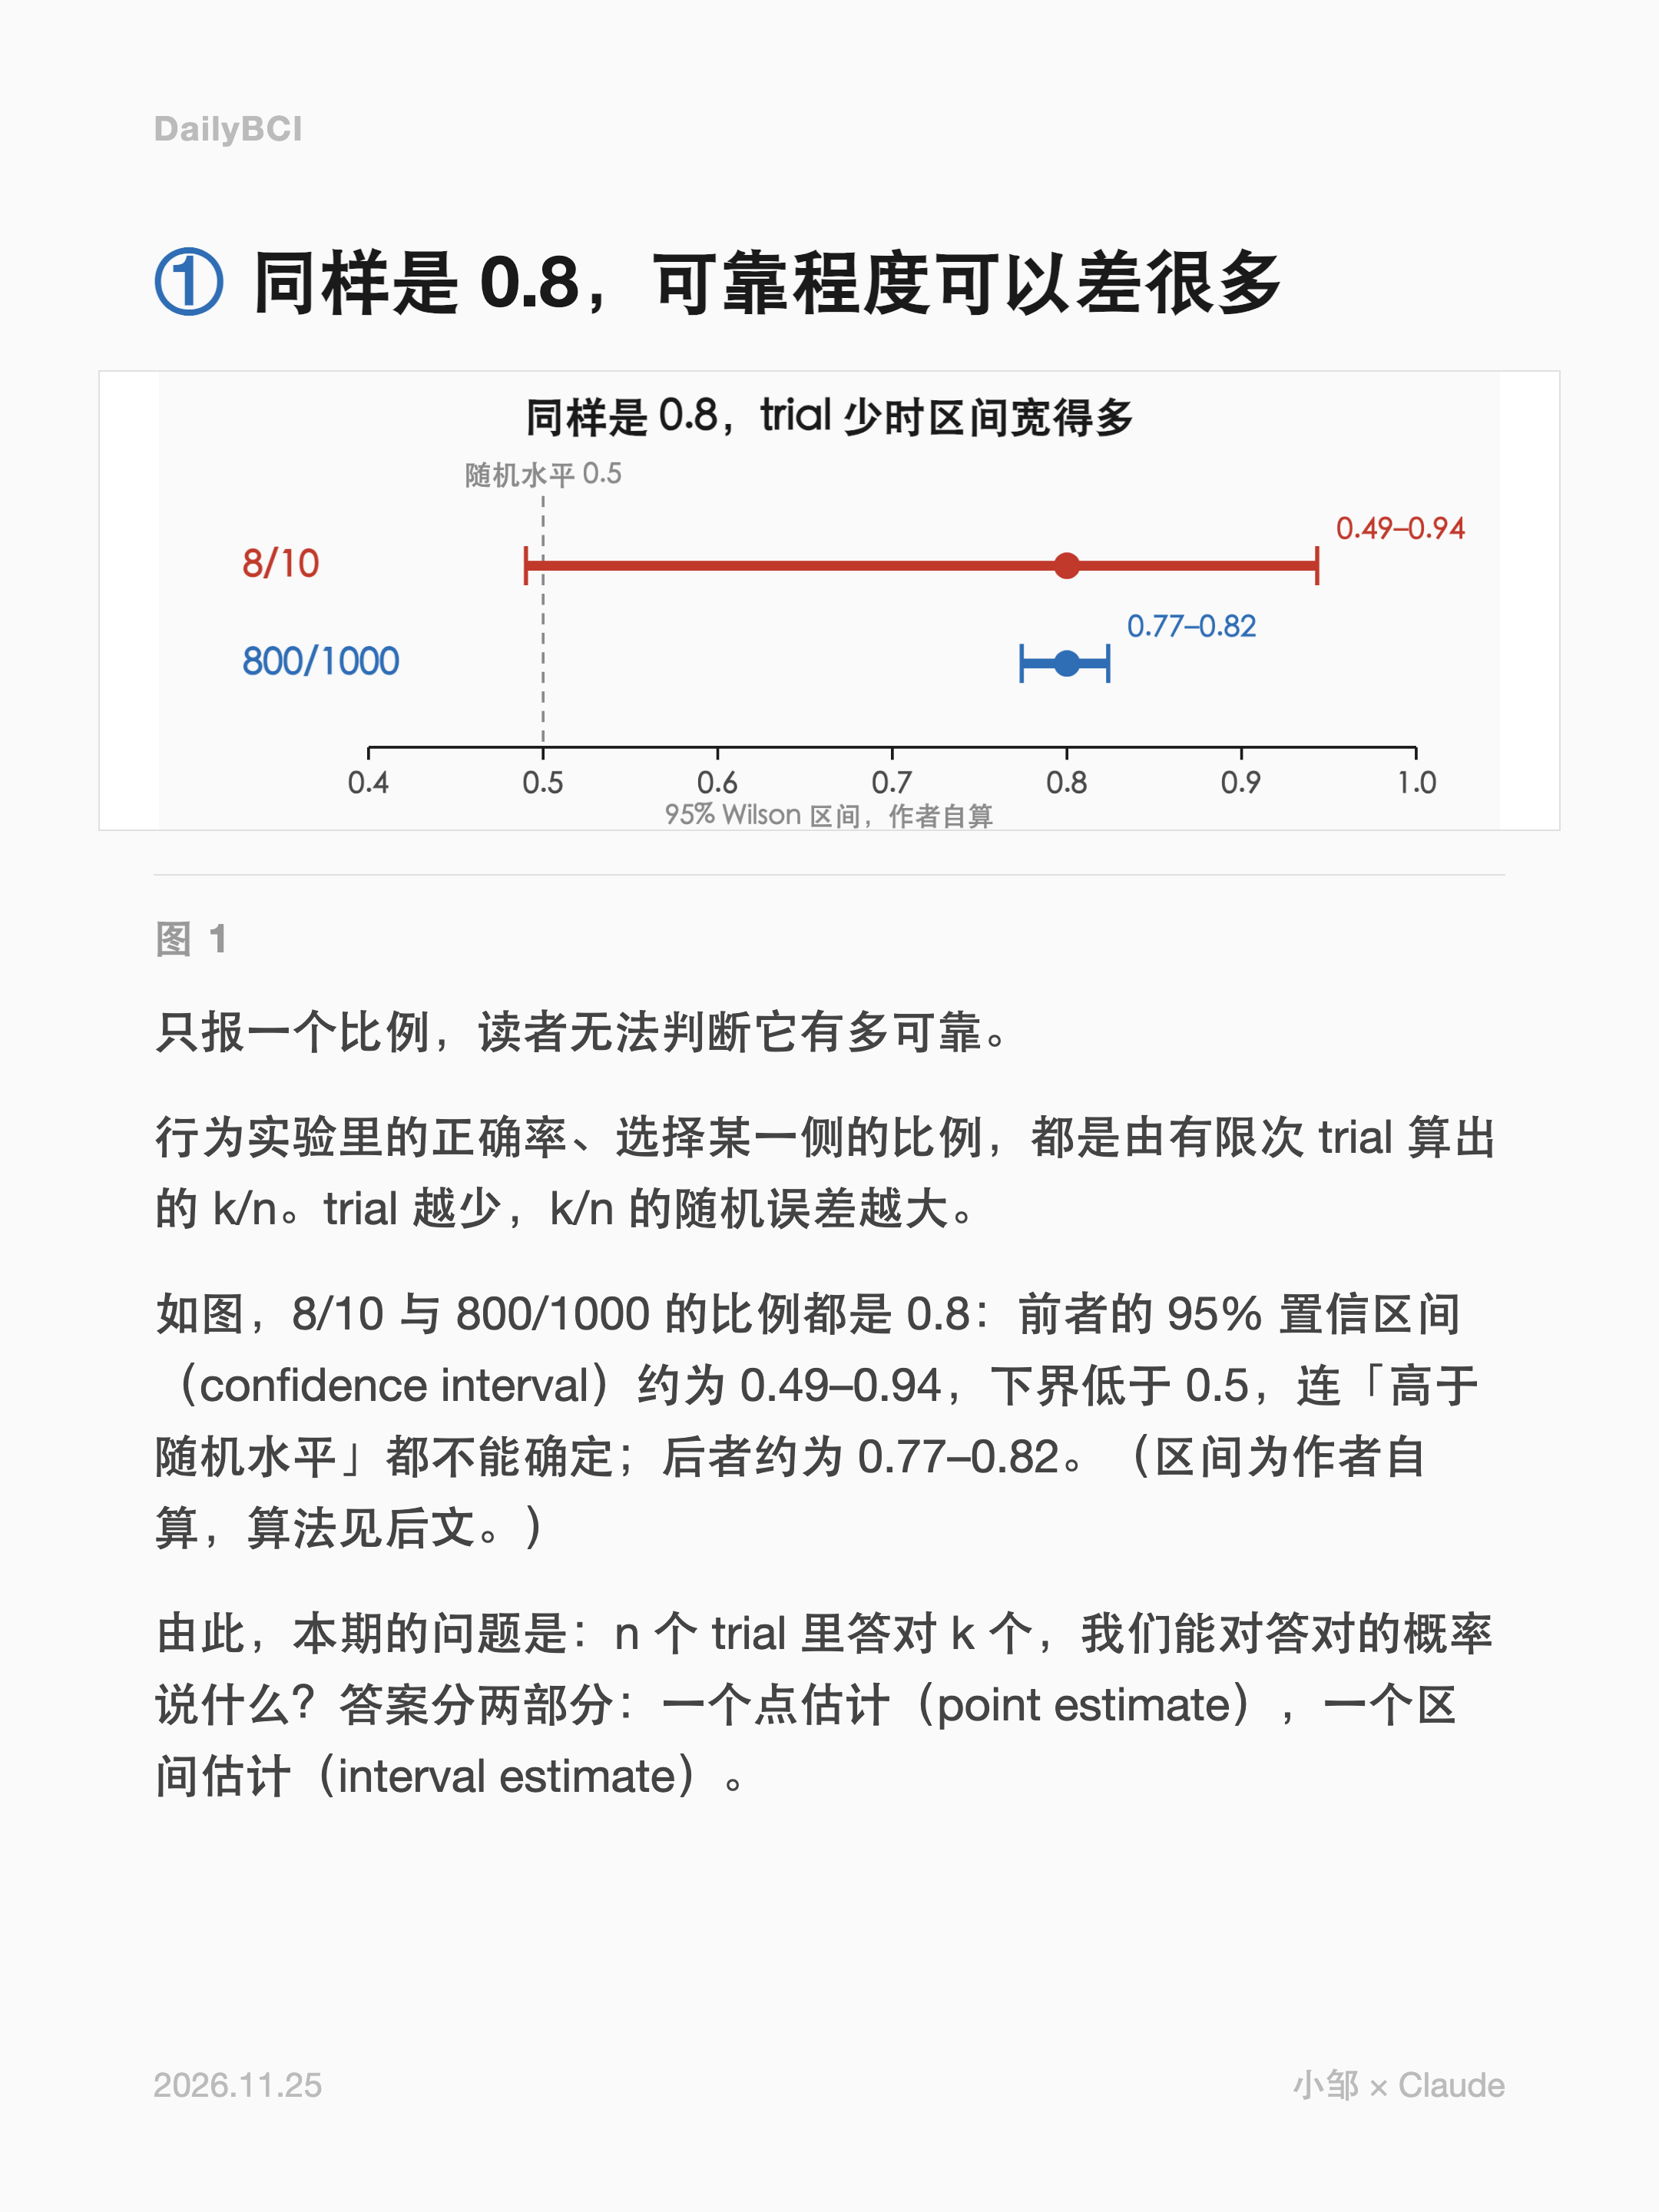 DailyBCI
① 同样是 0.8，可靠程度可以差很多
同样是 0.8，trial 少时区间宽得多
随机水平 0.5
0.49–0.94
8/10
0.77–0.82
800/1000
0.4 0.5 0.6 0.7 0.8 0.9 1.0
95% Wilson 区间，作者自算
图 1
只报一个比例，读者无法判断它有多可靠。
行为实验里的正确率、选择某一侧的比例，都是由有限次 trial 算出
的 k/n。trial 越少，k/n 的随机误差越大。
如图，8/10 与 800/1000 的比例都是 0.8：前者的 95% 置信区间
（confidence interval）约为 0.49–0.94，下界低于 0.5，连「高于
随机水平」都不能确定；后者约为 0.77–0.82。（区间为作者自
算，算法见后文。）
由此，本期的问题是：n 个 trial 里答对 k 个，我们能对答对的概率
说什么？答案分两部分：一个点估计（point estimate），一个区
间估计（interval estimate）。
2026.11.25
小邹 × Claude